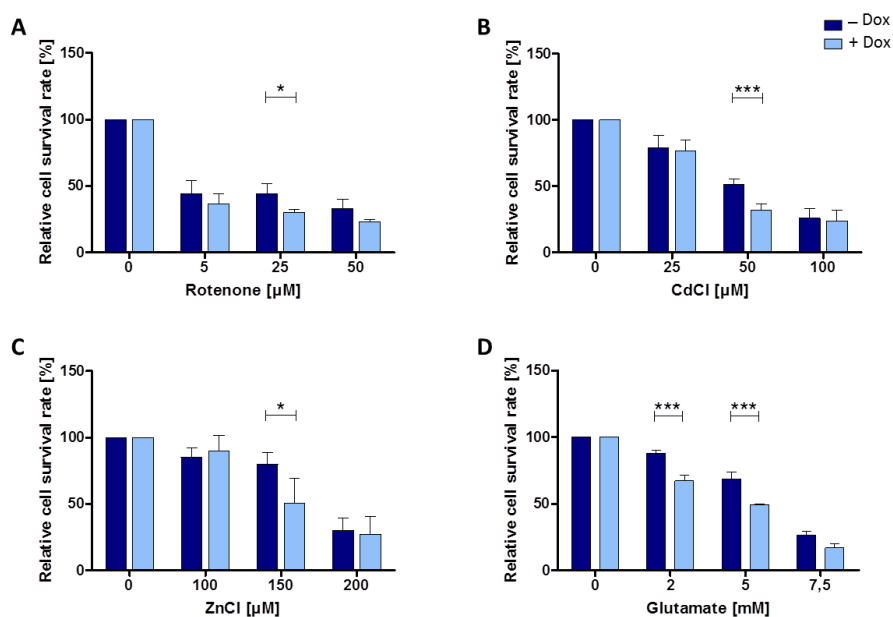 A
B
– Dox
+ Dox
Relative cell survival rate [%]
150
100
50
0
*
0 5 25 50
Rotenone [µM]
Relative cell survival rate [%]
150
100
50
0
***
0 25 50 100
CdCl [µM]
C
D
Relative cell survival rate [%]
150
100
50
0
*
0 100 150 200
ZnCl [µM]
Relative cell survival rate [%]
150
100
50
0
*** ***
0 2 5 7,5
Glutamate [mM]